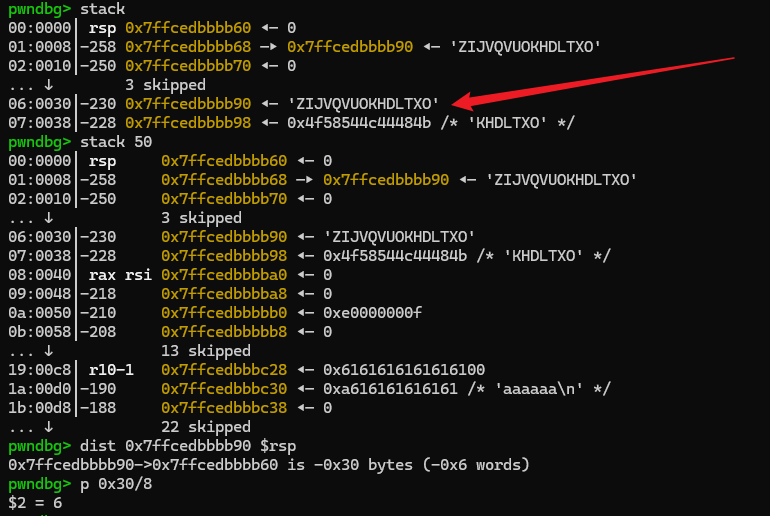 pwndbg> stack
00:0000│ rsp 0x7ffcedbbbb60 ◂— 0
01:0008│-258 0x7ffcedbbbb68 —▸ 0x7ffcedbbbb90 ◂— 'ZIJVQVUOKHDLTXO'
02:0010│-250 0x7ffcedbbbb70 ◂— 0
... ↓ 3 skipped
06:0030│-230 0x7ffcedbbbb90 ◂— 'ZIJVQVUOKHDLTXO'
07:0038│-228 0x7ffcedbbbb98 ◂— 0x4f58544c44484b /* 'KHDLTXO' */
pwndbg> stack 50
00:0000│ rsp 0x7ffcedbbbb60 ◂— 0
01:0008│-258 0x7ffcedbbbb68 —▸ 0x7ffcedbbbb90 ◂— 'ZIJVQVUOKHDLTXO'
02:0010│-250 0x7ffcedbbbb70 ◂— 0
... ↓ 3 skipped
06:0030│-230 0x7ffcedbbbb90 ◂— 'ZIJVQVUOKHDLTXO'
07:0038│-228 0x7ffcedbbbb98 ◂— 0x4f58544c44484b /* 'KHDLTXO' */
08:0040│ rax rsi 0x7ffcedbbbba0 ◂— 0
09:0048│-218 0x7ffcedbbbba8 ◂— 0
0a:0050│-210 0x7ffcedbbbbb0 ◂— 0xe0000000f
0b:0058│-208 0x7ffcedbbbbb8 ◂— 0
... ↓ 13 skipped
19:00c8│ r10-1 0x7ffcedbbbc28 ◂— 0x6161616161616100
1a:00d0│-190 0x7ffcedbbbc30 ◂— 0xa616161616161 /* 'aaaaaa\n' */
1b:00d8│-188 0x7ffcedbbbc38 ◂— 0
... ↓ 22 skipped
pwndbg> dist 0x7ffcedbbbb90 $rsp
0x7ffcedbbbb90->0x7ffcedbbbb60 is -0x30 bytes (-0x6 words)
pwndbg> p 0x30/8
$2 = 6